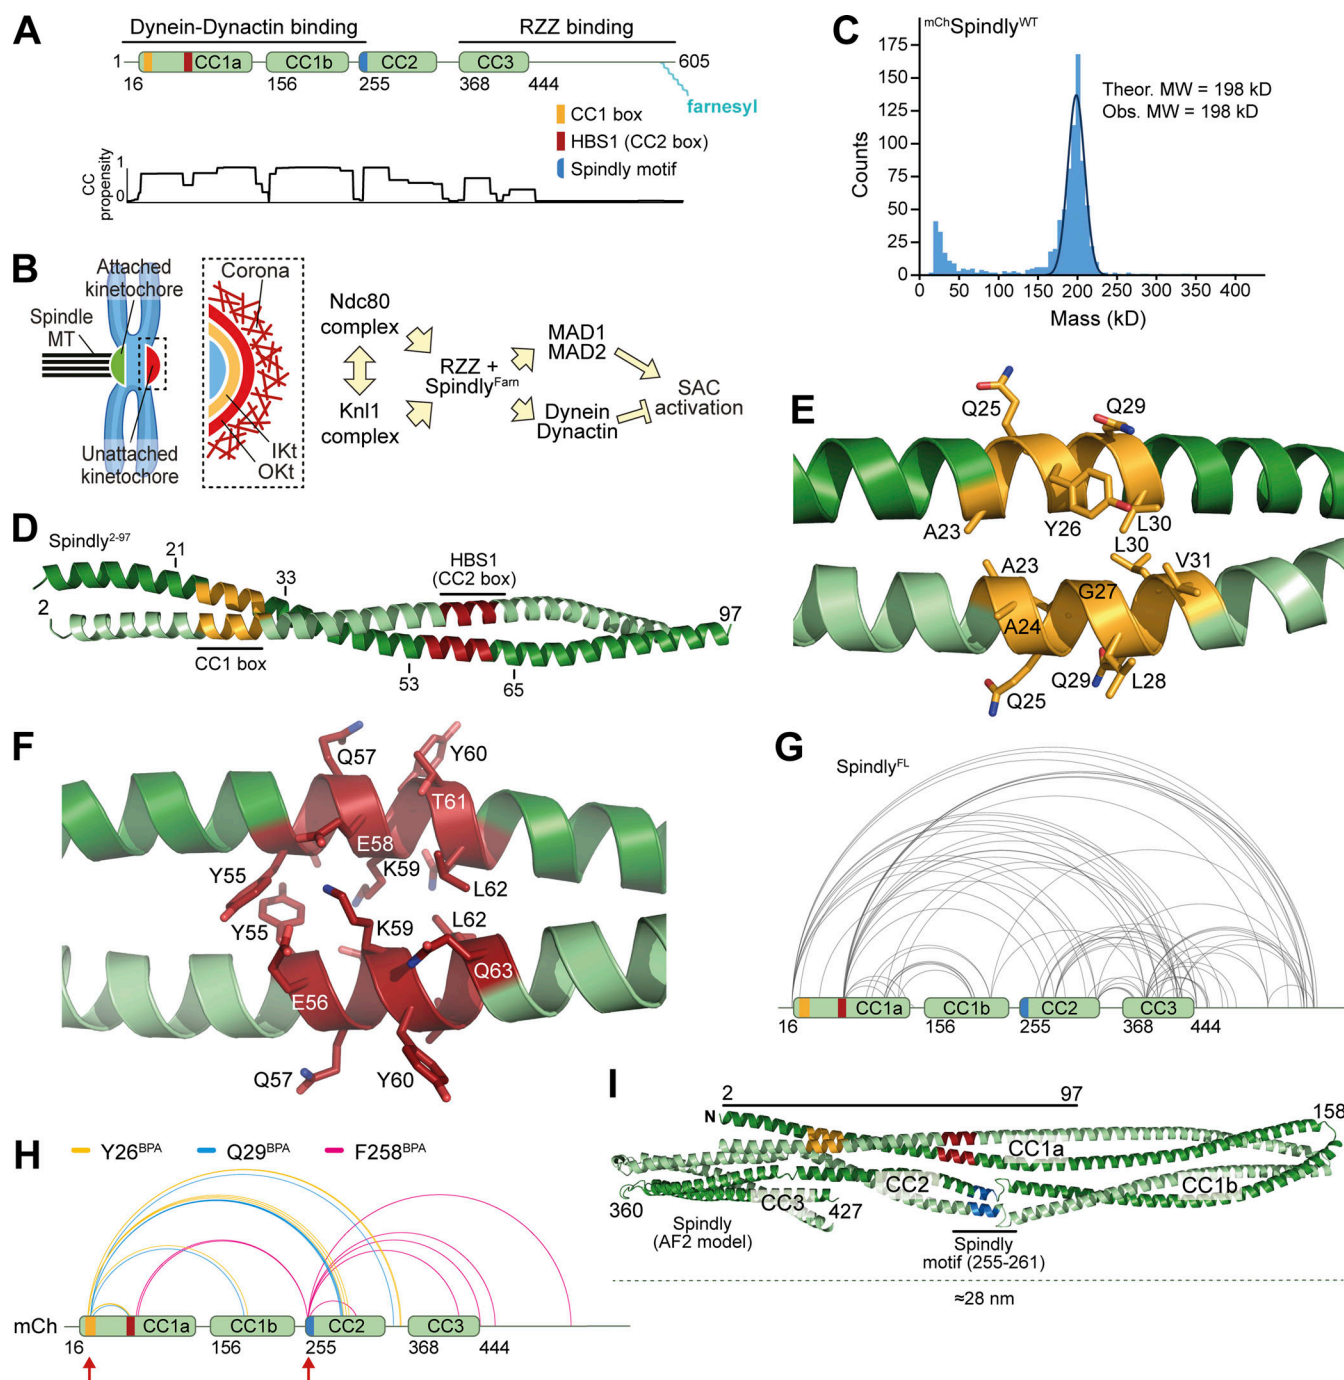 A
Dynein-Dynactin binding
RZZ binding
1
CC1a
CC1b
CC2
CC3
605
16
156
255
368
444
farnesyl
CC1 box
HBS1 (CC2 box)
Spindly motif
CC
propensity
1
0
B
Attached
kinetochore
Spindle
MT
Unattached
kinetochore
Corona
IKt
OKt
Ndc80
complex
Knl1
complex
RZZ +
Spindly^Farn
MAD1
MAD2
Dynein
Dynactin
SAC
activation
C
mChSpindlyWT
Theor. MW = 198 kD
Obs. MW = 198 kD
Counts
175
150
125
100
75
50
25
0
0
50
100
150
200
250
300
350
400
Mass (kD)
D
Spindly2-97
21
33
HBS1
(CC2 box)
2
97
CC1 box
53
65
E
Q25
Q29
A23
Y26
L30
L30
A23
V31
G27
A24
Q29
L28
Q25
F
Q57
Y60
T61
E58
K59
Y55
L62
Y55
K59
L62
Q63
E56
Q57
Y60
G
SpindlyFL
CC1a
CC1b
CC2
CC3
16
156
255
368
444
H
Y26BPA
Q29BPA
F258BPA
mCh
CC1a
CC1b
CC2
CC3
16
156
255
368
444
I
2
97
N
158
CC1a
CC2
CC1b
CC3
360
427
Spindly
(AF2 model)
Spindly
motif (255-261)
≈28 nm